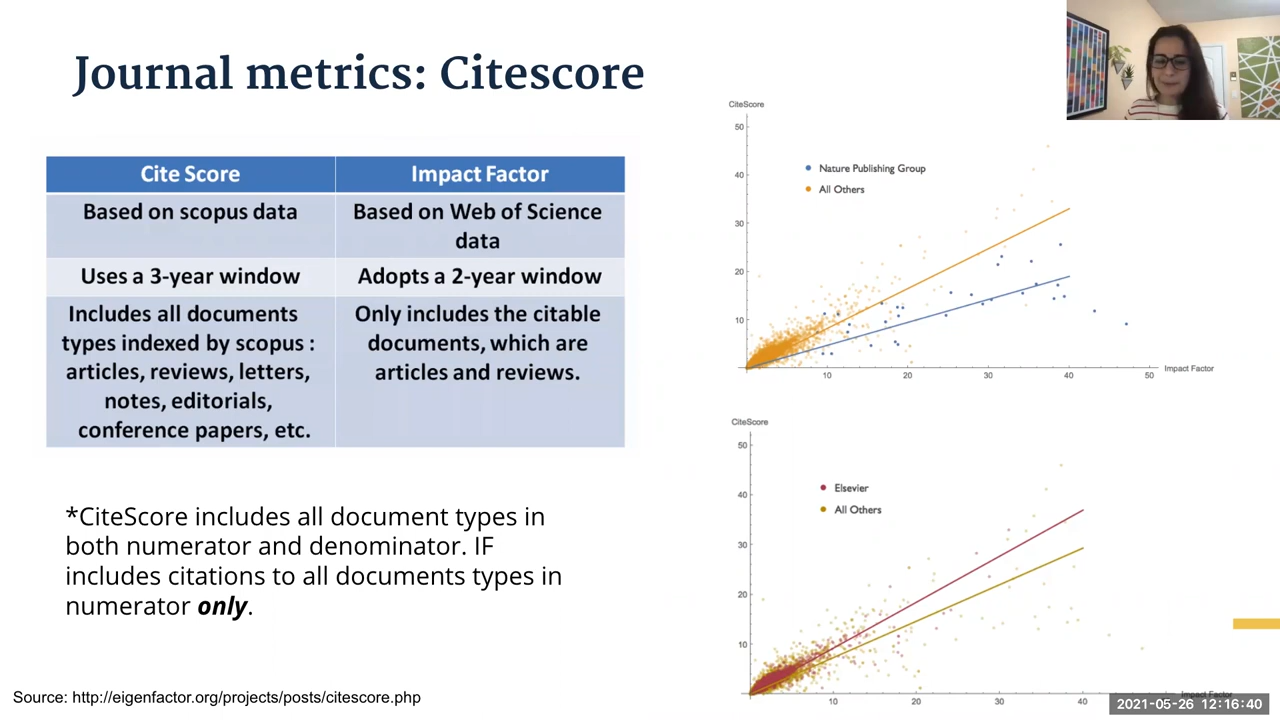 Journal metrics: Citescore
Cite Score
Impact Factor
Based on scopus data
Based on Web of Science
data
Uses a 3-year window
Adopts a 2-year window
Includes all documents
types indexed by scopus :
articles, reviews, letters,
notes, editorials,
conference papers, etc.
Only includes the citable
documents, which are
articles and reviews.
*CiteScore includes all document types in
both numerator and denominator. IF
includes citations to all documents types in
numerator only.
Source: http://eigenfactor.org/projects/posts/citescore.php
CiteScore
50
40
30
20
10
Nature Publishing Group
All Others
10
20
30
40
50
Impact Factor
CiteScore
50
40
30
20
10
Elsevier
All Others
10
20
30
40
Impact Factor
2021-05-26 12:16:40